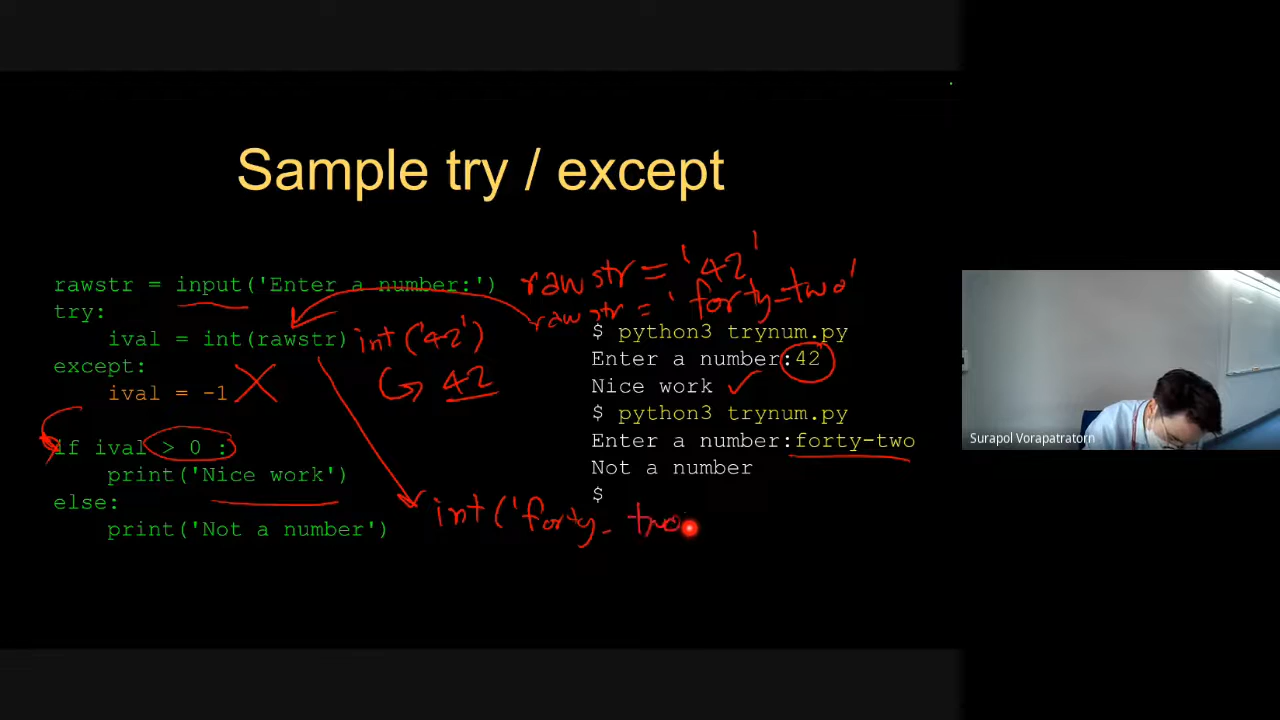 Sample try / except
rawstr = input('Enter a number:')
try:
ival = int(rawstr)
except:
ival = -1
if ival > 0 :
print('Nice work')
else:
print('Not a number')
rawstr = '42'
rawstr = 'forty-two'
int('42')
42
int('forty-two
$ python3 trynum.py
Enter a number:42
Nice work
$ python3 trynum.py
Enter a number:forty-two
Not a number
$
Surapol Vorapatratorn